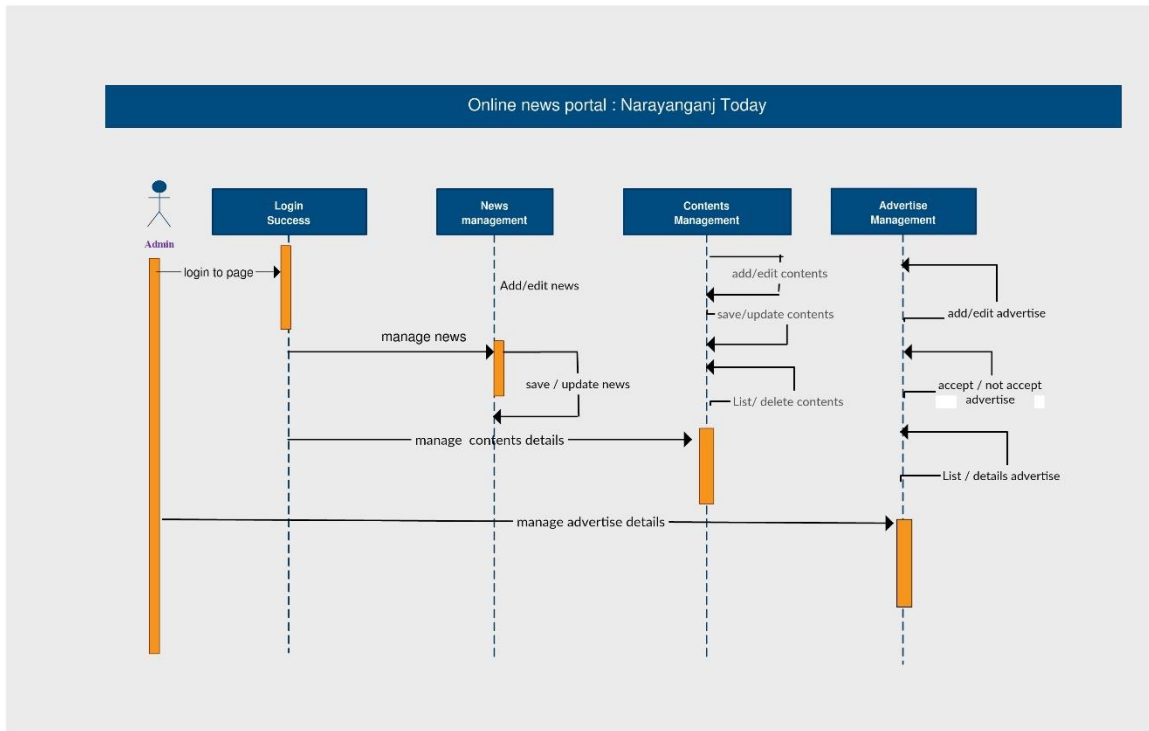 Online news portal : Narayanganj Today
Admin
Login
Success
News
management
Contents
Management
Advertise
Management
login to page
Add/edit news
add/edit contents
save/update contents
add/edit advertise
manage news
save / update news
List/ delete contents
accept / not accept
advertise
manage contents details
List / details advertise
manage advertise details